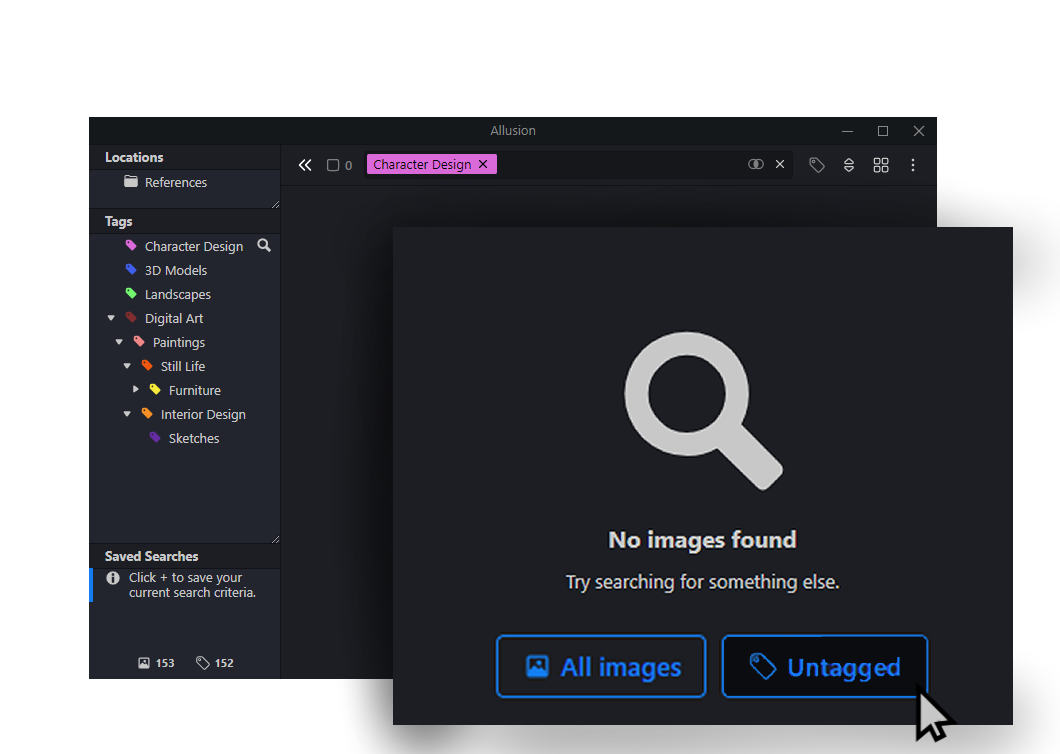 Allusion
Locations
References
Tags
Character Design
3D Models
Landscapes
Digital Art
Paintings
Still Life
Furniture
Interior Design
Sketches
Saved Searches
Click + to save your
current search criteria.
153 152
0 Character Design
No images found
Try searching for something else.
All images Untagged